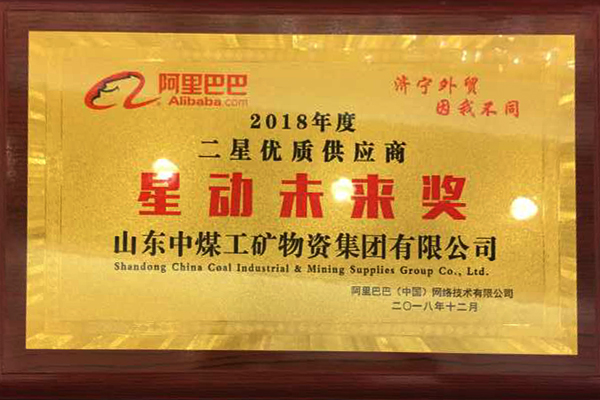 阿里巴巴
Alibaba.com
济宁外贸
因我不同
2018年度
二星优质供应商
星动未来奖
山东中煤工矿物资集团有限公司
Shandong China Coal Industrial & Mining Supplies Group Co., Ltd.
阿里巴巴（中国）网络技术有限公司
二〇一八年十二月